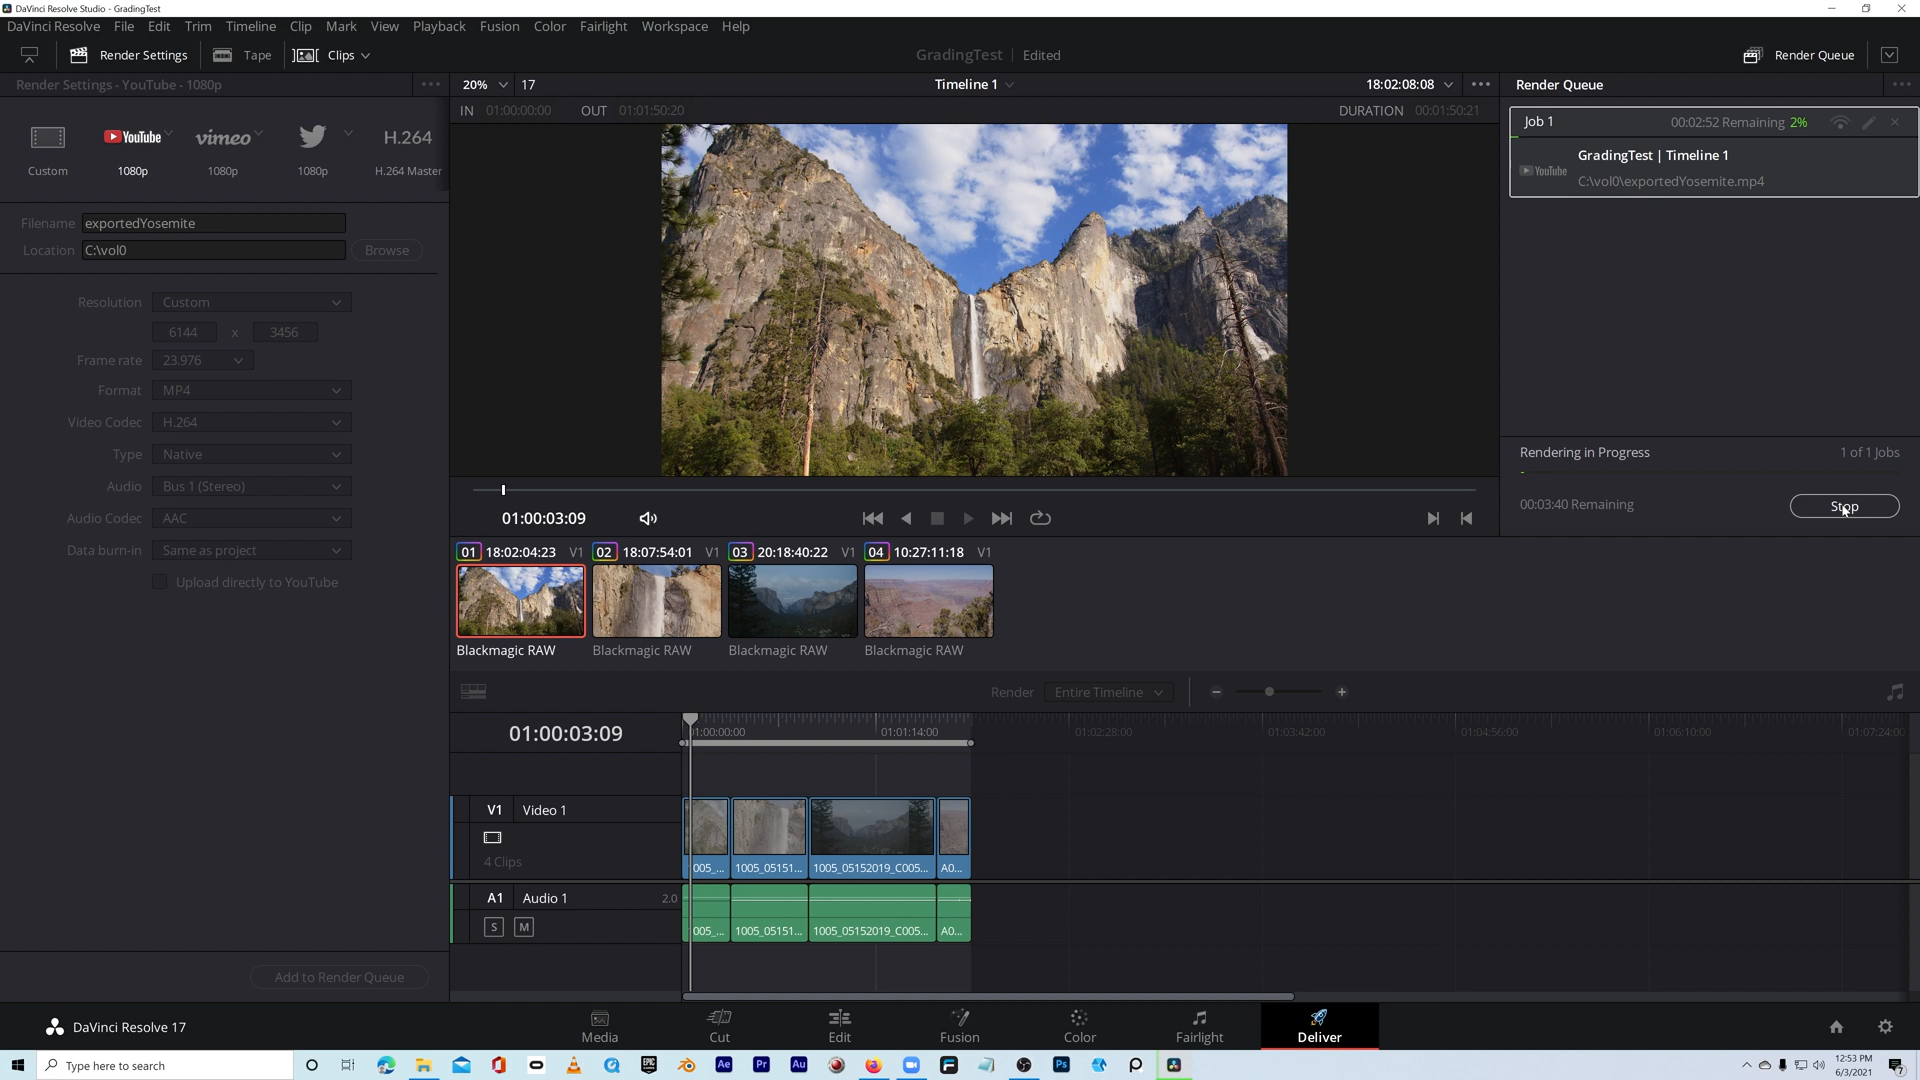 DaVinci Resolve Studio - GradingTest
DaVinci Resolve File Edit Trim Timeline Clip Mark View Playback Fusion Color Fairlight Workspace Help
Render Settings Tape Clips GradingTest Edited Render Queue
Render Settings - YouTube - 1080p
20% 17 Timeline 1 18:02:08:08
Render Queue
IN 01:00:00:00 OUT 01:01:50:20 DURATION 00:01:50:21
YouTube vimeo H.264
Custom 1080p 1080p 1080p H.264 Master
Filename exportedYosemite
Location C:\vol0 Browse
Resolution Custom
6144 x 3456
Frame rate 23.976
Format MP4
Video Codec H.264
Type Native
Audio Bus 1 (Stereo)
Audio Codec AAC
Data burn-in Same as project
Upload directly to YouTube
Add to Render Queue
Job 1 00:02:52 Remaining 2%
GradingTest | Timeline 1
YouTube
C:\vol0\exportedYosemite.mp4
Rendering in Progress 1 of 1 Jobs
00:03:40 Remaining Stop
01:00:03:09
01 18:02:04:23 V1 02 18:07:54:01 V1 03 20:18:40:22 V1 04 10:27:11:18 V1
Blackmagic RAW Blackmagic RAW Blackmagic RAW Blackmagic RAW
Render Entire Timeline
01:00:03:09
01:00:00:00 01:01:14:00 01:02:28:00 01:03:42:00 01:04:56:00 01:06:10:00 01:07:24:00
V1 Video 1
4 Clips
005_... 1005_05151... 1005_05152019_C005... A0...
A1 Audio 1 2.0
S M
005_... 1005_05151... 1005_05152019_C005... A0...
DaVinci Resolve 17
Media Cut Edit Fusion Color Fairlight Deliver
Type here to search
EPIC GAMES Ae Pr Au Ps
12:53 PM
6/3/2021
7